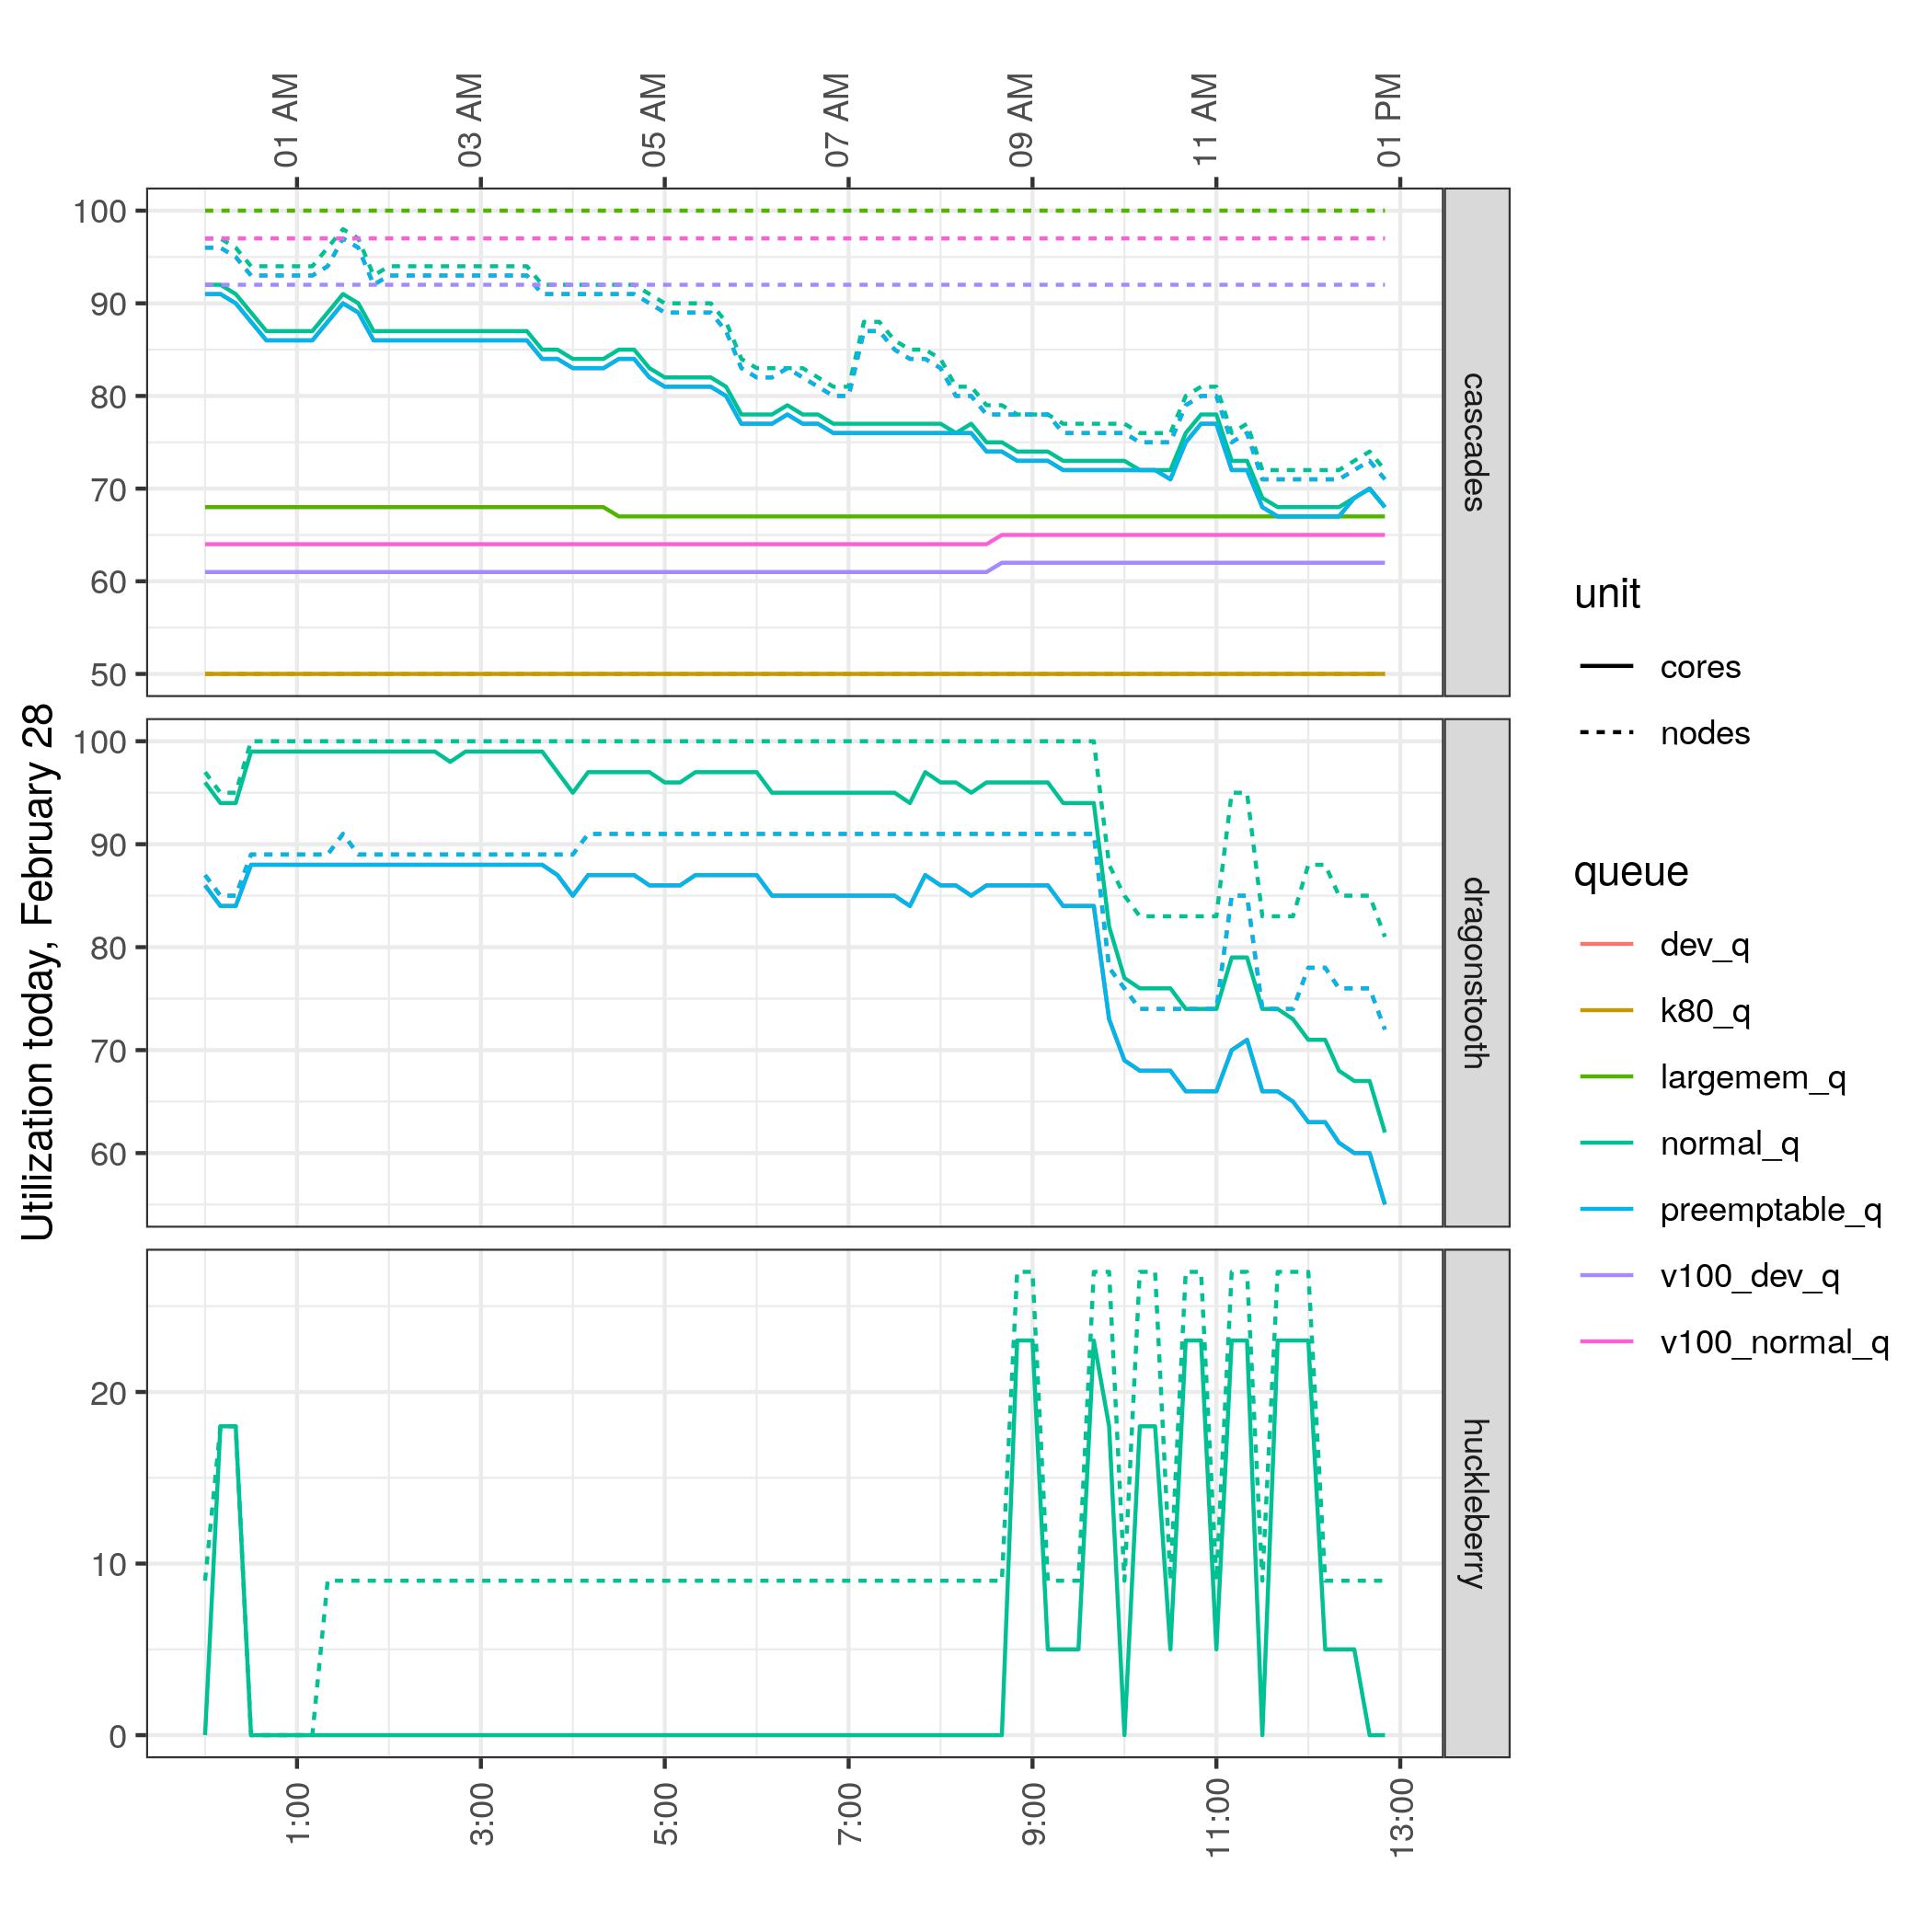 01 AM
03 AM
05 AM
07 AM
09 AM
11 AM
01 PM
Utilization today, February 28
100
90
80
70
60
50
cascades
100
90
80
70
60
dragonstooth
20
10
0
huckleberry
1:00
3:00
5:00
7:00
9:00
11:00
13:00
unit
cores
nodes
queue
dev_q
k80_q
largemem_q
normal_q
preemptable_q
v100_dev_q
v100_normal_q